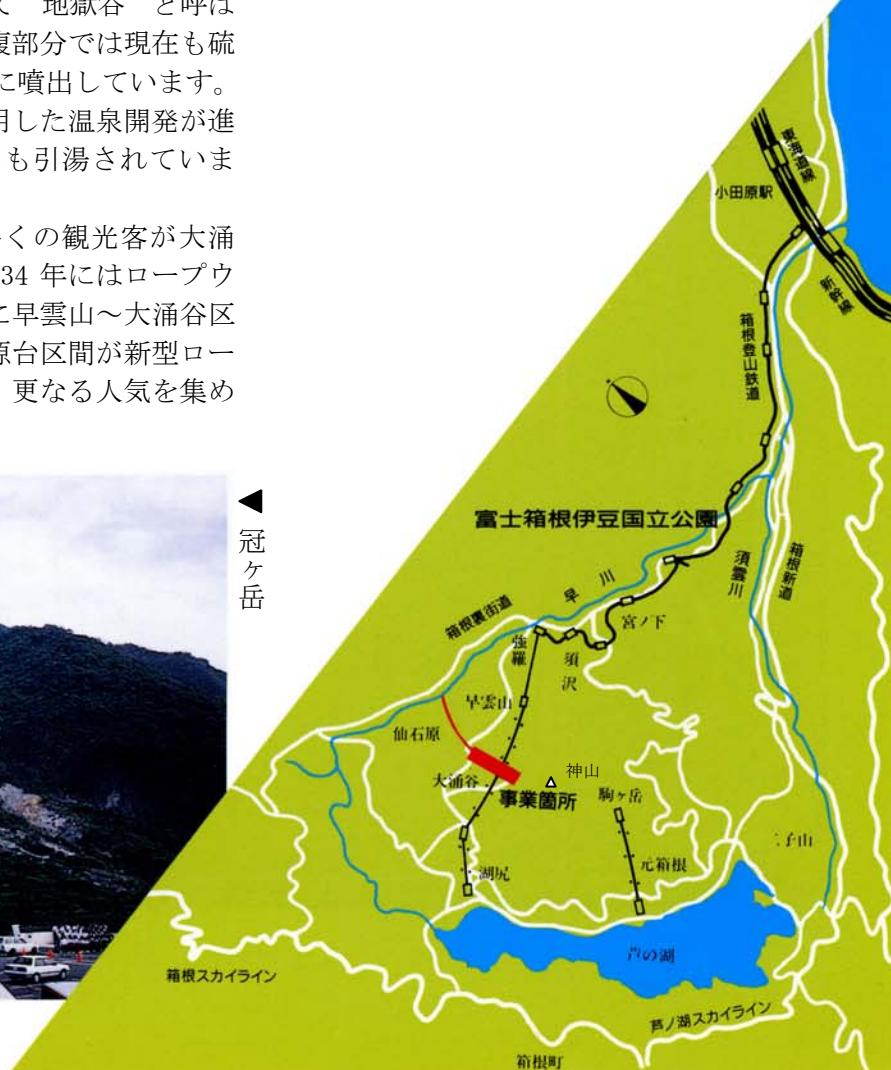 地獄谷 と呼は
腹部分では現在も硫
に噴出しています。
用した温泉開発が進
も引湯されていま
くの観光客が大涌
34 年にはロープウ
に早雲山～大涌谷区
原台区間が新型ロー
更なる人気を集め
冠ヶ岳
東海道線
小田原駅
新幹線
箱根登山鉄道
富士箱根伊豆国立公園
須雲川
箱根新道
早川
箱根裏街道
宮ノ下
強羅
須沢
早雲山
仙石原
大涌谷
神山
事業箇所
駒ヶ岳
二子山
元箱根
湖尻
芦の湖
箱根スカイライン
芦ノ湖スカイライン
箱根町